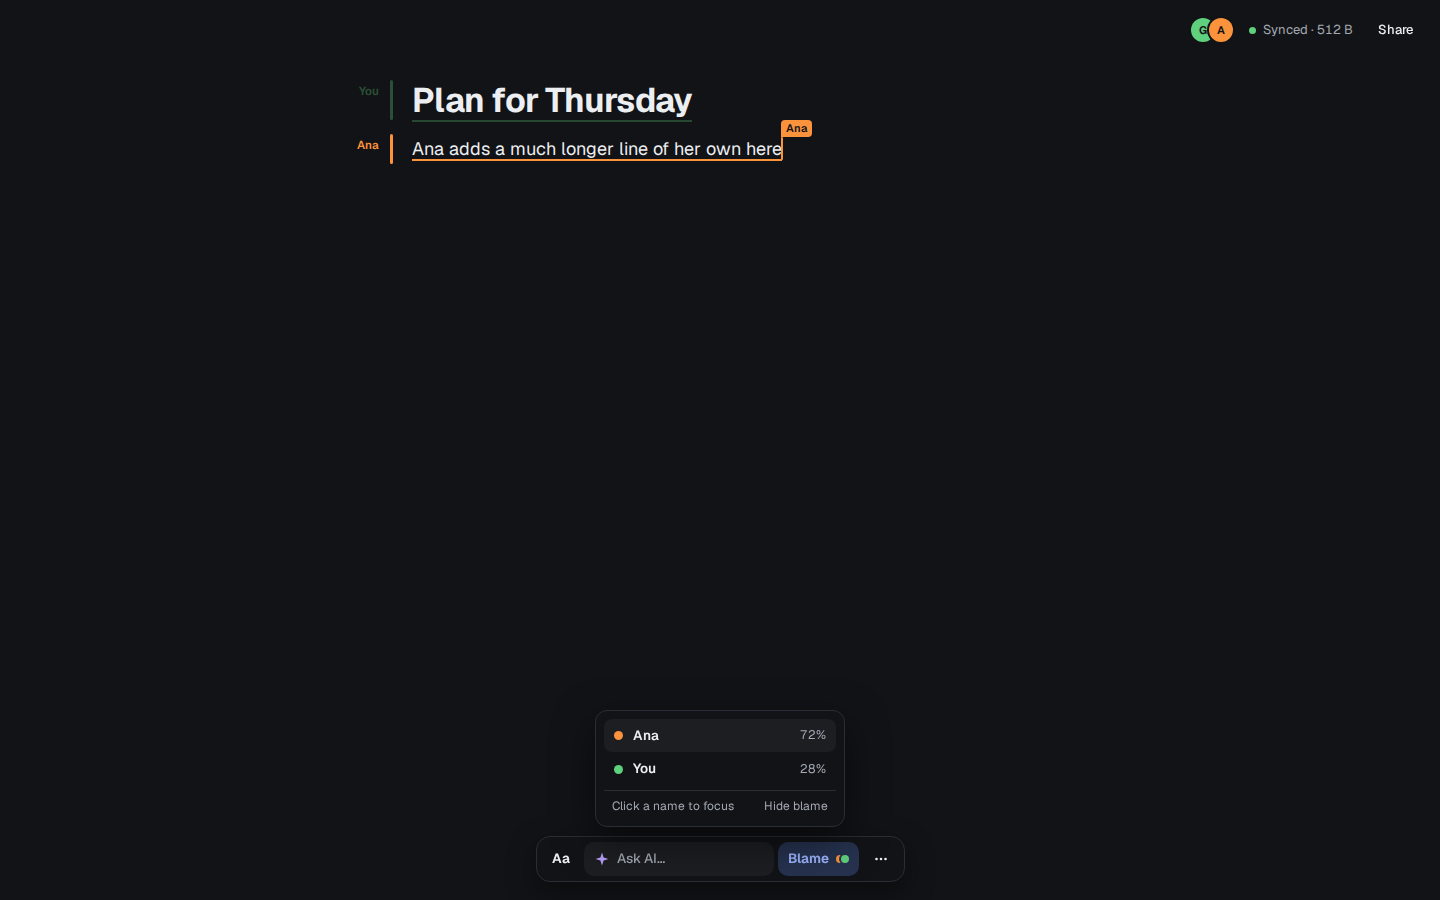 G A Synced · 512 B Share
You Plan for Thursday
Ana
Ana Ana adds a much longer line of her own here
Ana 72%
You 28%
Click a name to focus Hide blame
Aa Ask AI... Blame ···